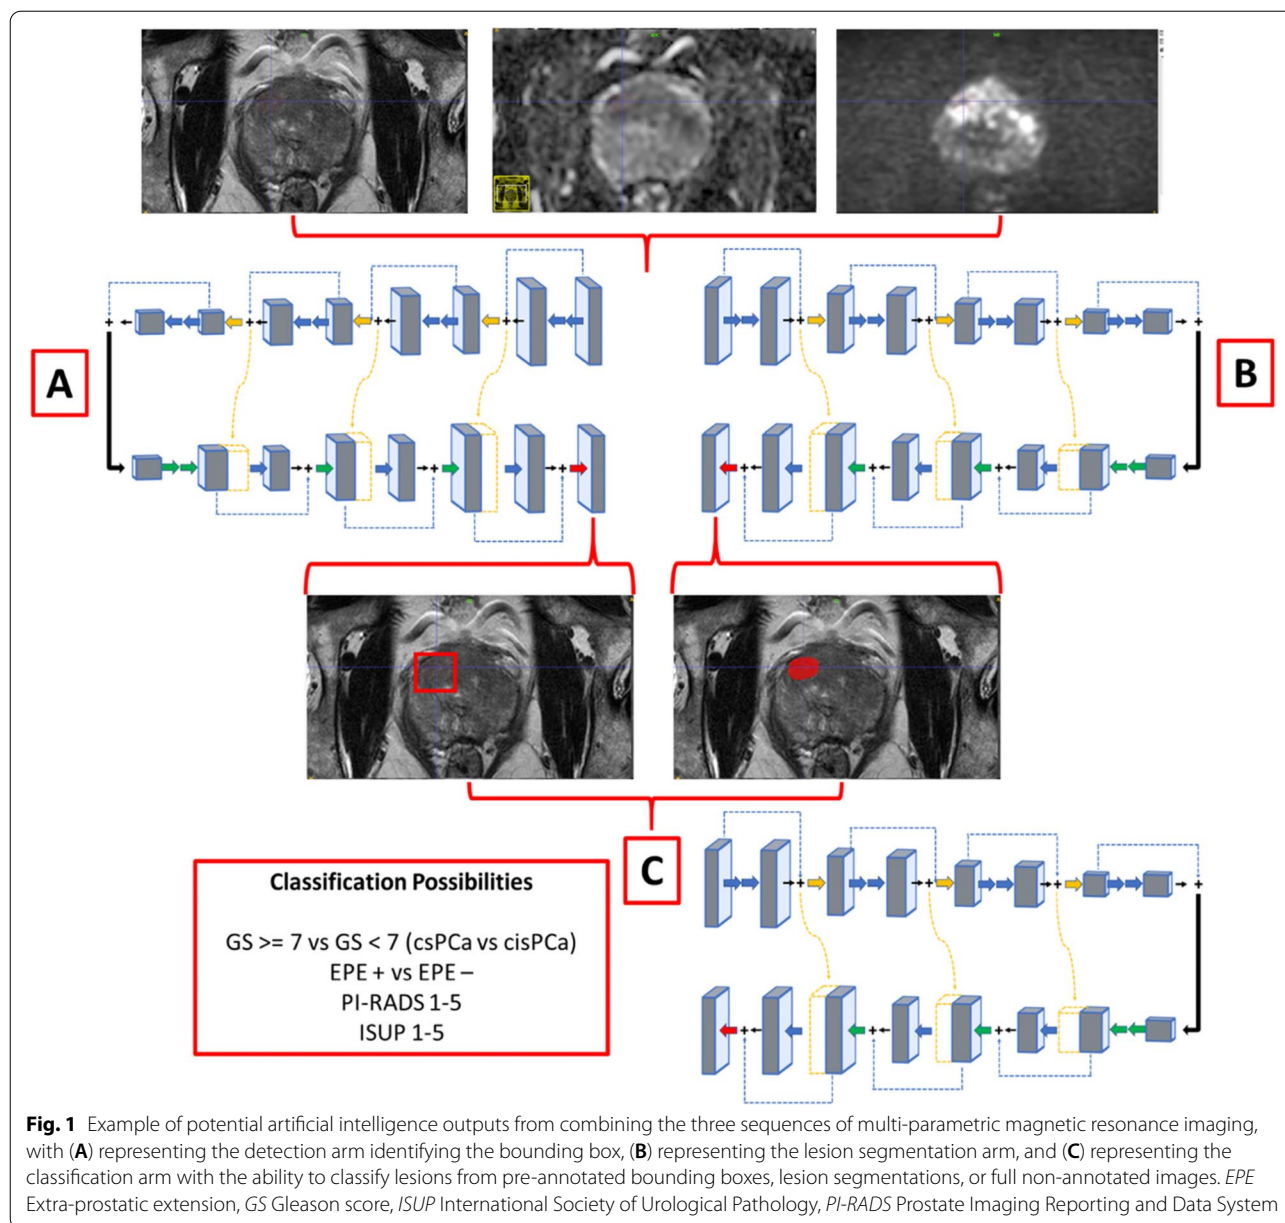 A
B
C
Classification Possibilities
GS >= 7 vs GS < 7 (csPCa vs cisPCa)
EPE + vs EPE –
PI-RADS 1-5
ISUP 1-5
Fig. 1 Example of potential artificial intelligence outputs from combining the three sequences of multi-parametric magnetic resonance imaging,
with (A) representing the detection arm identifying the bounding box, (B) representing the lesion segmentation arm, and (C) representing the
classification arm with the ability to classify lesions from pre-annotated bounding boxes, lesion segmentations, or full non-annotated images. EPE
Extra-prostatic extension, GS Gleason score, ISUP International Society of Urological Pathology, PI-RADS Prostate Imaging Reporting and Data System